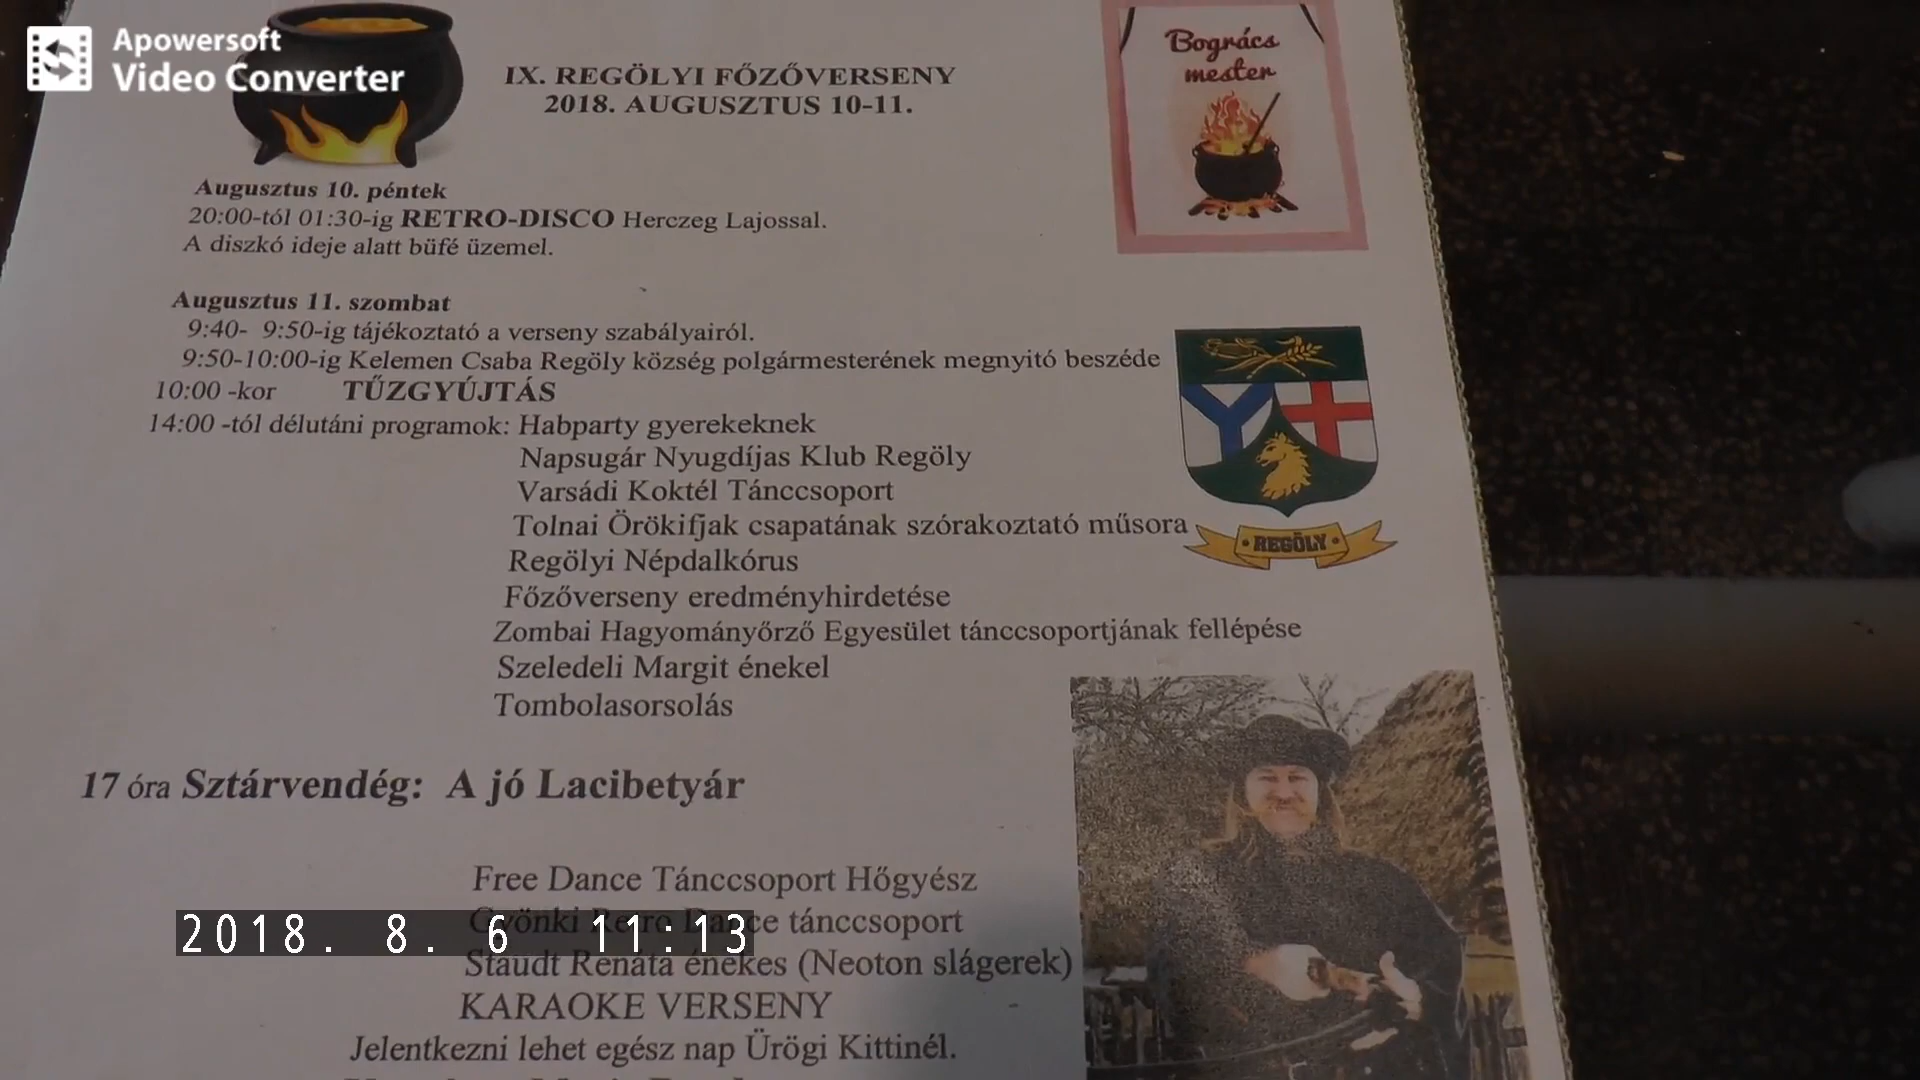 Apowersoft
Video Converter
IX. REGÖLYI FŐZŐVERSENY
2018. AUGUSZTUS 10-11.
Bogrács
mester
Augusztus 10. péntek
20:00-tól 01:30-ig RETRO-DISCO Herczeg Lajossal.
A diszkó ideje alatt büfé üzemel.
Augusztus 11. szombat
9:40- 9:50-ig tájékoztató a verseny szabályairól.
9:50-10:00-ig Kelemen Csaba Regöly község polgármesterének megnyitó beszéde
10:00 -kor TŰZGYÚJTÁS
14:00 -tól délutáni programok: Habparty gyerekeknek
Napsugár Nyugdíjas Klub Regöly
Varsádi Koktél Tánccsoport
Tolnai Örökifjak csapatának szórakoztató műsora
REGÖLY
Regölyi Népdalkórus
Főzőverseny eredményhirdetése
Zombai Hagyományőrző Egyesület tánccsoportjának fellépése
Szeledeli Margit énekel
Tombolasorsolás
17 óra Sztárvendég: A jó Lacibetyár
Free Dance Tánccsoport Hőgyész
Gyönki Retro Dance tánccsoport
2018. 8. 6 11:13
Staudt Renáta énekes (Neoton slágerek)
KARAOKE VERSENY
Jelentkezni lehet egész nap Ürögi Kittinél.